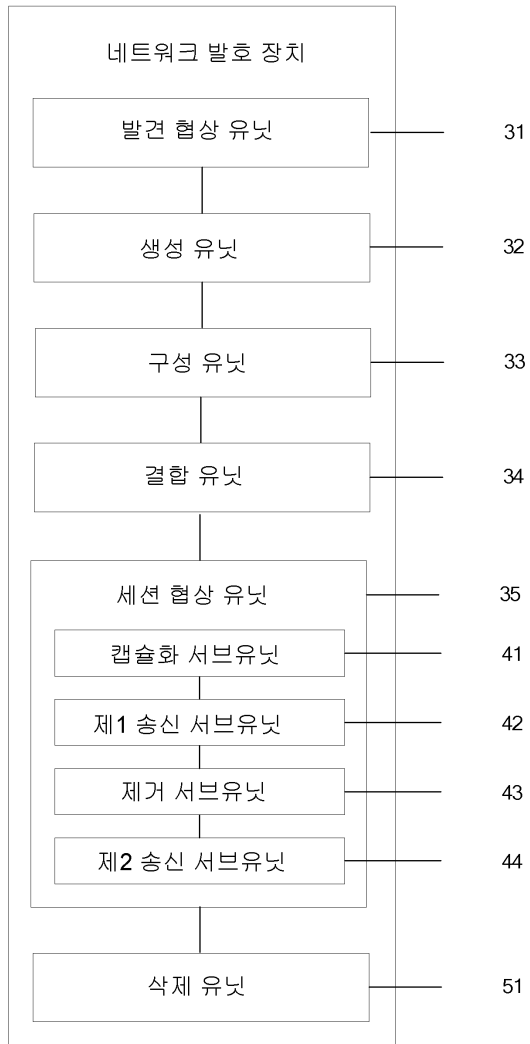 네트워크 발호 장치
발견 협상 유닛 31
생성 유닛 32
구성 유닛 33
결합 유닛 34
세션 협상 유닛 35
캡슐화 서브유닛 41
제1 송신 서브유닛 42
제거 서브유닛 43
제2 송신 서브유닛 44
삭제 유닛 51